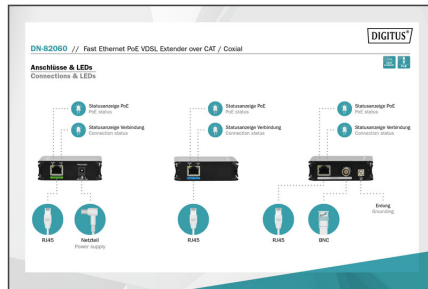 DIGITUS®
DN-82060 // Fast Ethernet PoE VDSL Extender over CAT / Coxial
Anschlüsse & LEDs
Connections & LEDs
Statusanzeige PoE
PoE status
Statusanzeige Verbindung
Connection status
Statusanzeige PoE
PoE status
Statusanzeige Verbindung
Connection status
Statusanzeige PoE
PoE status
Statusanzeige Verbindung
Connection status
Erdung
Grounding
RJ45
Netzteil
Power supply
RJ45
RJ45
BNC